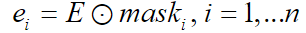 e_i = E ⊙ mask_i, i = 1,...n